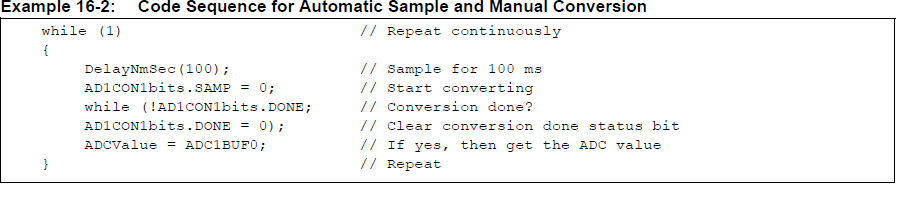 Example 16-2: Code Sequence for Automatic Sample and Manual Conversion
while (1) // Repeat continuously
{
DelayNmSec(100); // Sample for 100 ms
AD1CON1bits.SAMP = 0; // Start converting
while (!AD1CON1bits.DONE; // Conversion done?
AD1CON1bits.DONE = 0); // Clear conversion done status bit
ADCValue = ADC1BUF0; // If yes, then get the ADC value
} // Repeat